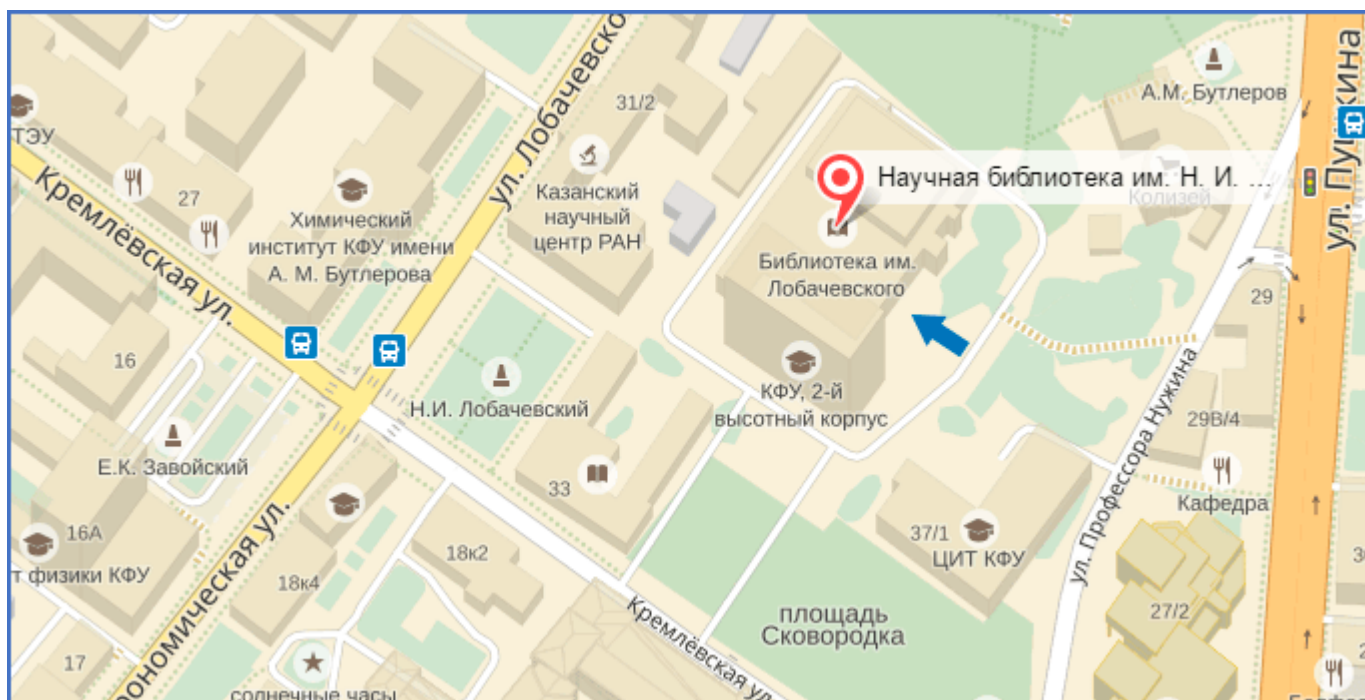 ТЭУ
Кремлёвская ул.
27
Химический
институт КФУ имени
А. М. Бутлерова
ул. Лобачевско
31/2
Казанский
научный
центр РАН
А.М. Бутлеров
ул. Пушкина
Научная библиотека им. Н. И. ...
Колизей
Библиотека им.
Лобачевского
29
16
Н.И. Лобачевский
КФУ, 2-й
высотный корпус
ул. Профессора Нужина
29В/4
Е.К. Завойский
33
Кафедра
16А
т физики КФУ
18к2
18к4
37/1
ЦИТ КФУ
рономическая ул.
Кремлёвская ул.
площадь
Сковородка
27/2
17
солнечные часы